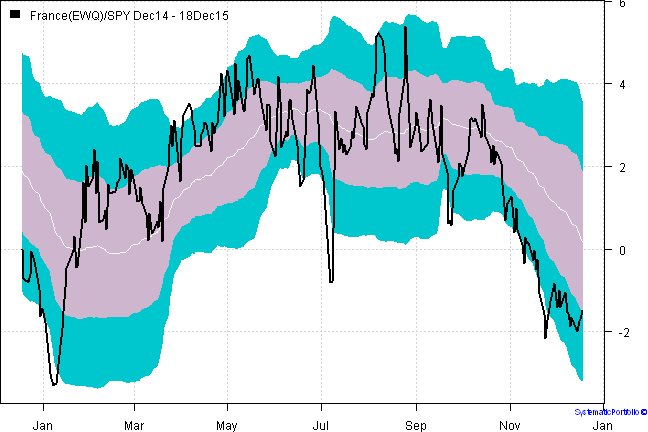 France(EWQ)/SPY Dec14 - 18Dec15
6
4
2
0
-2
Jan Mar May Jul Sep Nov Jan
SystematicPortfolio ©